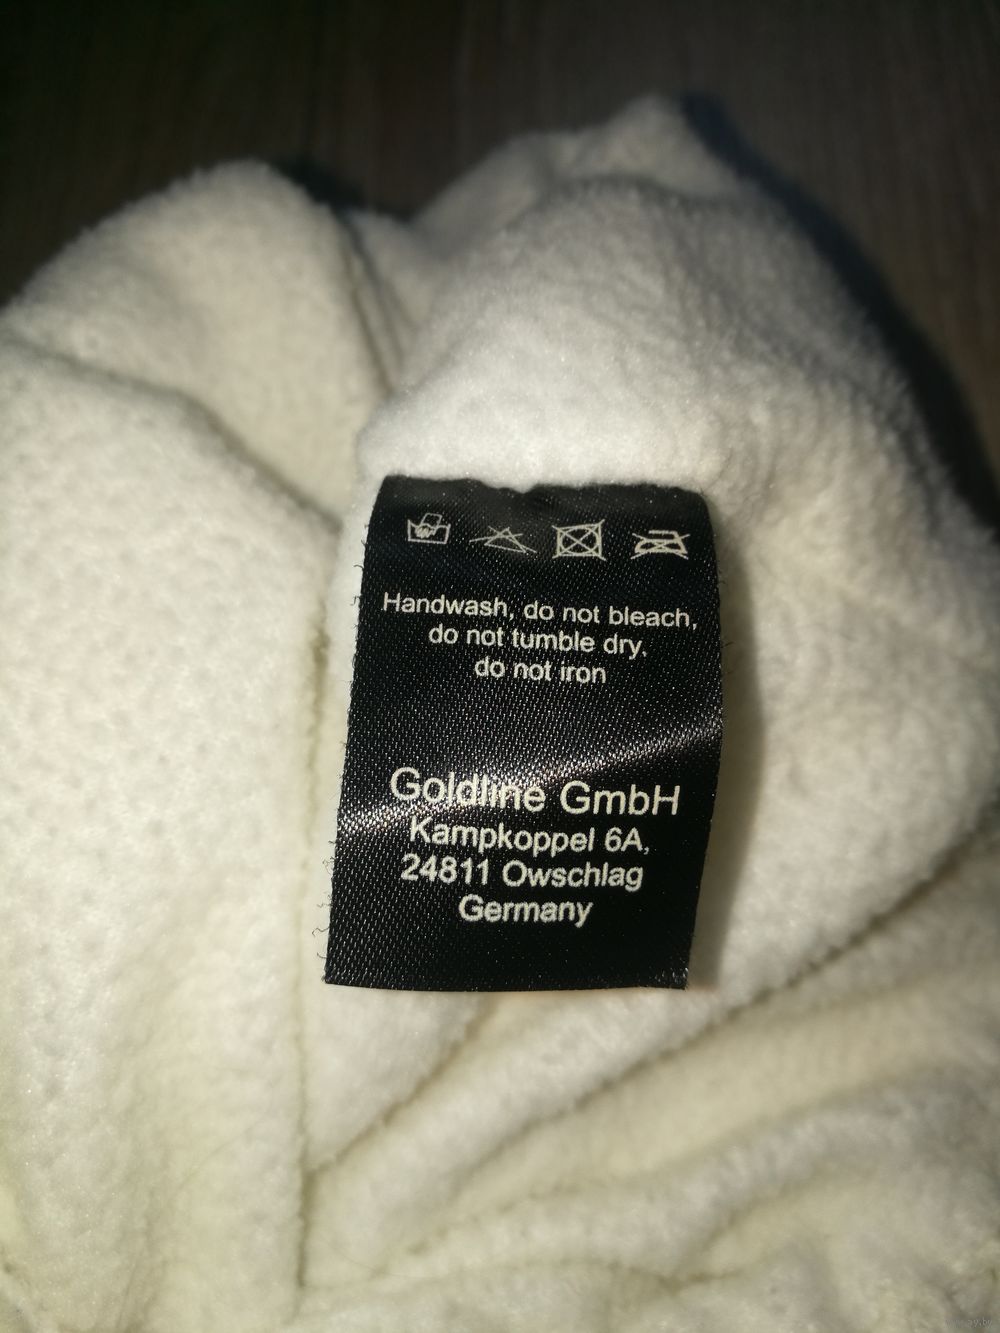 Handwash, do not bleach,
do not tumble dry,
do not iron
Goldline GmbH
Kampkoppel 6A,
24811 Owschlag
Germany